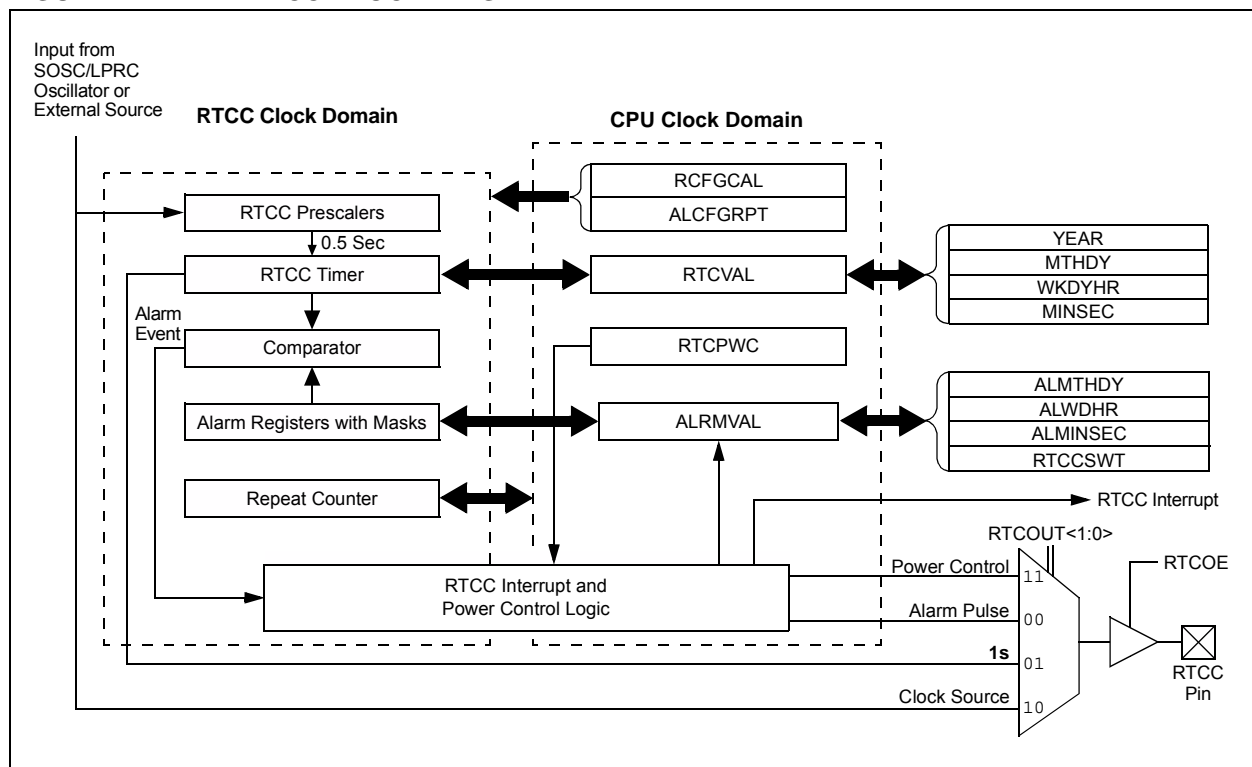 Input from
SOSC/LPRC
Oscillator or
External Source
RTCC Clock Domain
CPU Clock Domain
RCFGCAL
ALCFGRPT
RTCC Prescalers
0.5 Sec
RTCC Timer
RTCVAL
YEAR
MTHDY
WKDYHR
MINSEC
Alarm
Event
Comparator
RTCPWC
Alarm Registers with Masks
ALRMVAL
ALMTHDY
ALWDHR
ALMINSEC
RTCCSWT
Repeat Counter
RTCC Interrupt
RTCOUT<1:0>
RTCC Interrupt and
Power Control Logic
Power Control
11
RTCOE
Alarm Pulse
00
1s
01
Clock Source
10
RTCC
Pin